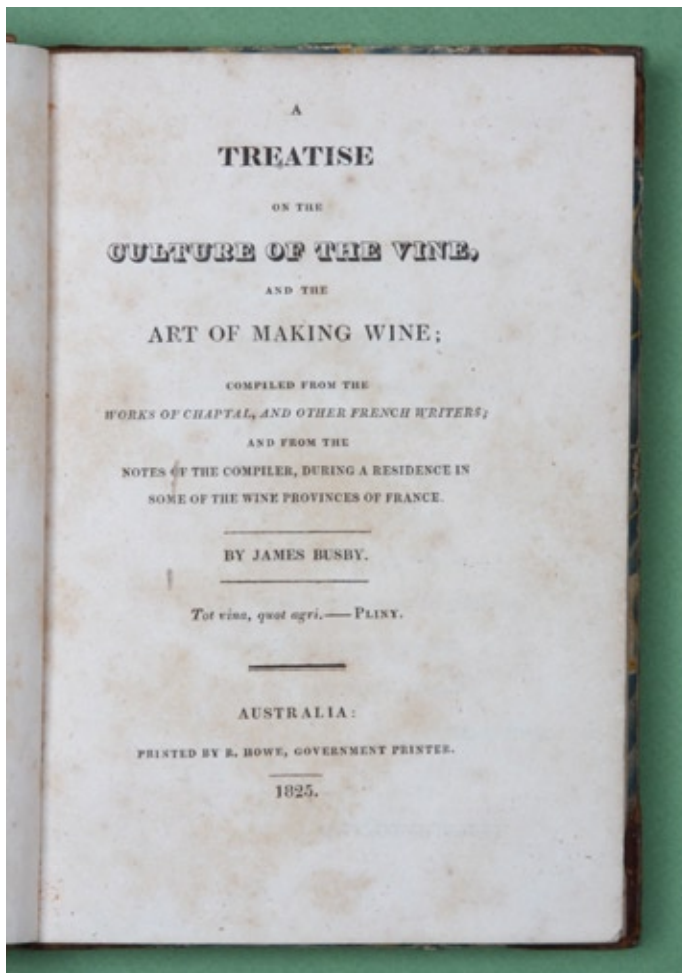 A
TREATISE
ON THE
CULTURE OF THE VINE,
AND THE
ART OF MAKING WINE;
COMPILED FROM THE
WORKS OF CHAPTAL, AND OTHER FRENCH WRITERS;
AND FROM THE
NOTES OF THE COMPILER, DURING A RESIDENCE IN
SOME OF THE WINE PROVINCES OF FRANCE.
BY JAMES BUSBY.
Tot vina, quot agri.—PLINY.
AUSTRALIA:
PRINTED BY R. HOWE, GOVERNMENT PRINTER.
1825.